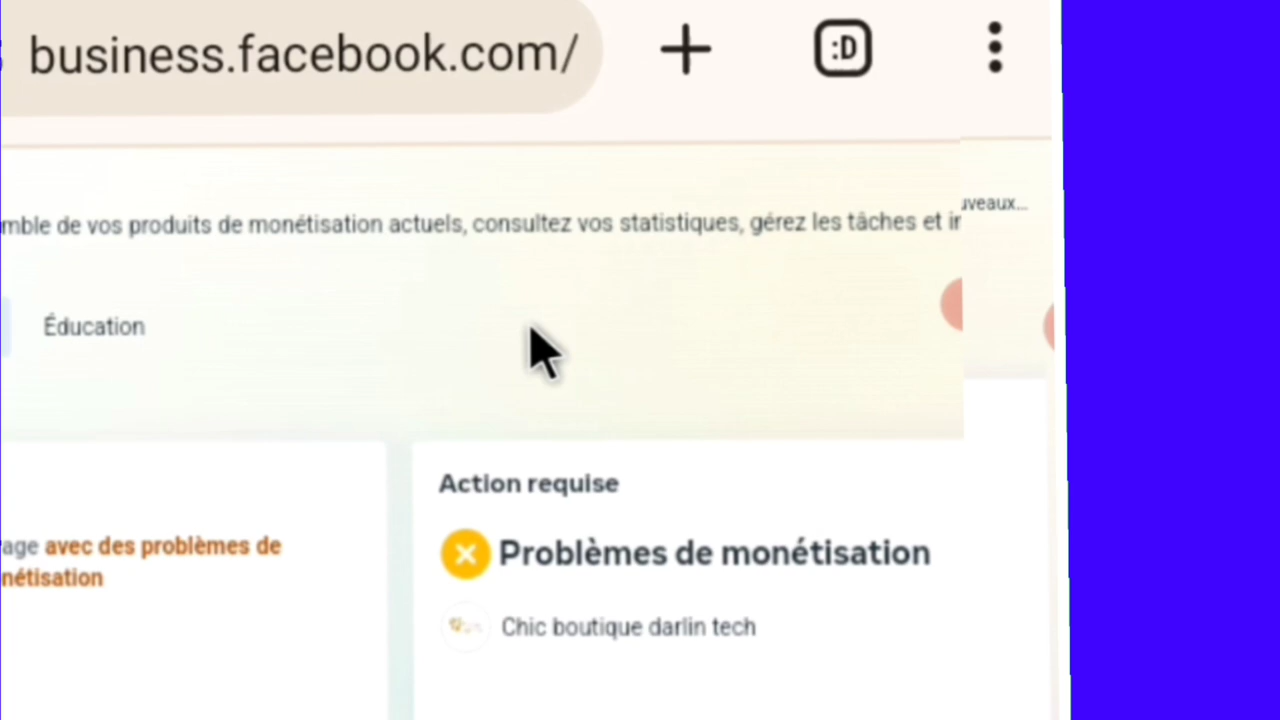 business.facebook.com/
:D
mble de vos produits de monétisation actuels, consultez vos statistiques, gérez les tâches et ir
uveaux...
Éducation
Action requise
age avec des problèmes de
nétisation
Problèmes de monétisation
Chic boutique darlin tech